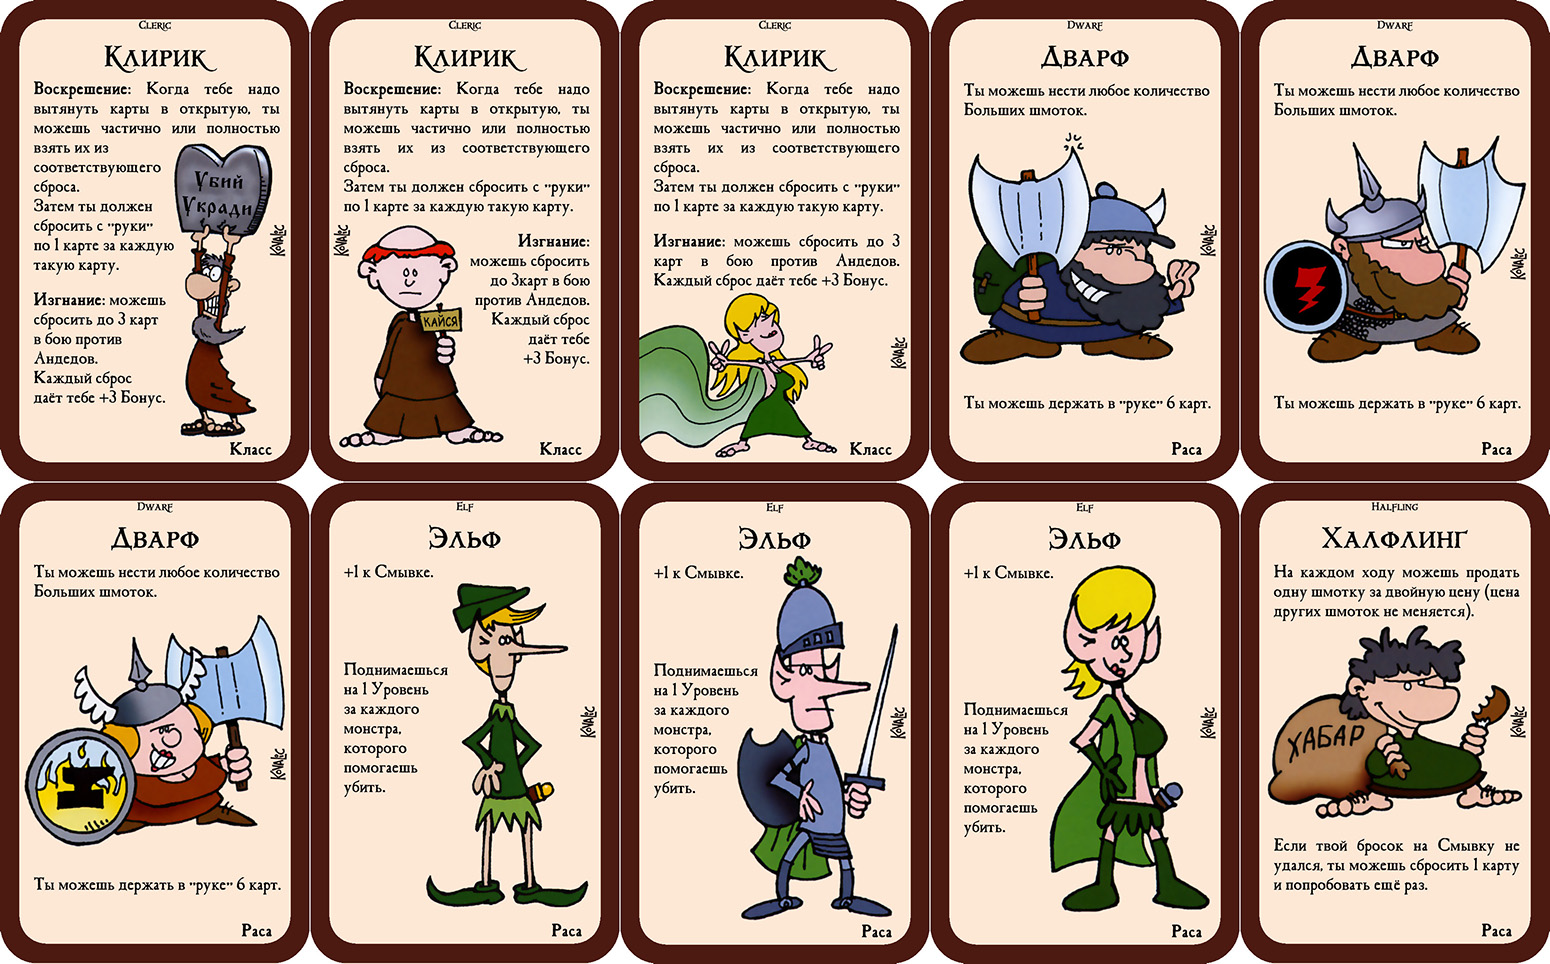 Cleric
Клирик
Воскрешение: Когда тебе надо
вытянуть карты в открытую, ты
можешь частично или полностью
взять их из
соответствующего
сброса.
Затем ты должен
сбросить с "руки"
по 1 карте за каждую
такую карту.
Убий
Укради
Изгнание: можешь
сбросить до 3 карт
в бою против
Андедов.
Каждый сброс
даёт тебе +3 Бонус.
Kovalic
Класс
Cleric
Клирик
Воскрешение: Когда тебе надо
вытянуть карты в открытую, ты
можешь частично или полностью
взять их из соответствующего
сброса.
Затем ты должен сбросить с "руки"
по 1 карте за каждую такую карту.
Kovalic
Изгнание:
можешь сбросить
до 3карт в бою
против Андедов.
Каждый сброс
даёт тебе
+3 Бонус.
КАЙСЯ
Класс
Cleric
Клирик
Воскрешение: Когда тебе надо
вытянуть карты в открытую, ты
можешь частично или полностью
взять их из соответствующего
сброса.
Затем ты должен сбросить с "руки"
по 1 карте за каждую такую карту.
Изгнание: можешь сбросить до 3
карт в бою против Андедов.
Каждый сброс даёт тебе +3 Бонус.
Kovalic
Класс
Dwarf
Дварф
Ты можешь нести любое количество
Больших шмоток.
Kovalic
Ты можешь держать в "руке" 6 карт.
Раса
Dwarf
Дварф
Ты можешь нести любое количество
Больших шмоток.
Kovalic
Ты можешь держать в "руке" 6 карт.
Раса
Dwarf
Дварф
Ты можешь нести любое количество
Больших шмоток.
Kovalic
Ты можешь держать в "руке" 6 карт.
Раса
Elf
Эльф
+1 к Смывке.
Поднимаешься
на 1 Уровень
за каждого
монстра,
которого
помогаешь
убить.
Kovalic
Раса
Elf
Эльф
+1 к Смывке.
Поднимаешься
на 1 Уровень
за каждого
монстра,
которого
помогаешь
убить.
Kovalic
Раса
Elf
Эльф
+1 к Смывке.
Поднимаешься
на 1 Уровень
за каждого
монстра,
которого
помогаешь
убить.
Kovalic
Раса
Halfling
Халфлинг
На каждом ходу можешь продать
одну шмотку за двойную цену (цена
других шмоток не меняется).
ХАБАР
Kovalic
Если твой бросок на Смывку не
удался, ты можешь сбросить 1 карту
и попробовать ещё раз.
Раса